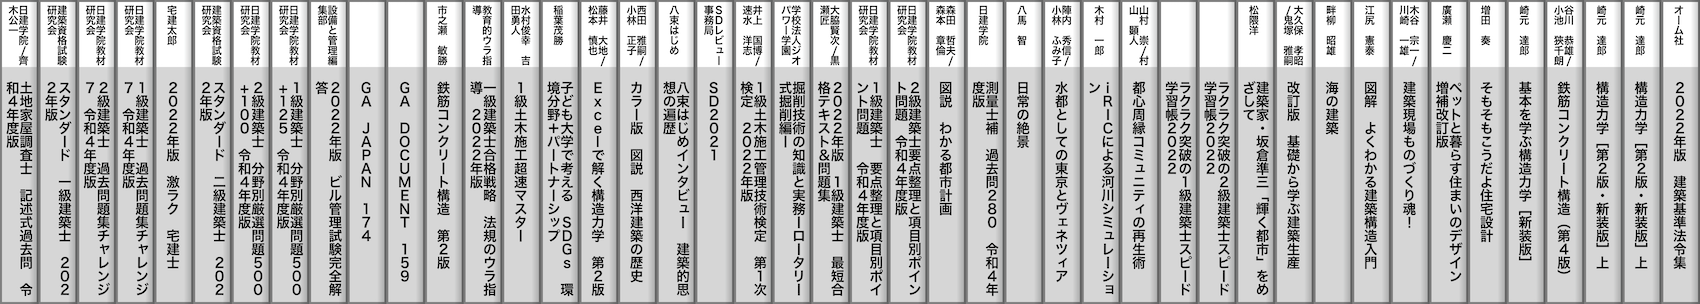 オーム社
2022年版 建築基準法令集
崎元 達郎
構造力学［第2版・新装版］上
崎元 達郎
構造力学［第2版・新装版］上
谷川 恭雄/
小池 狹千朗
鉄筋コンクリート構造（第4版）
崎元 達郎
基本を学ぶ構造力学［新装版］
増田 奏
そもそもこうだよ住宅設計
廣瀬 慶二
ペットと暮らす住まいのデザイン
増補改訂版
木谷 宗一/
川崎 一雄/
建築現場ものづくり魂！
江尻 憲泰
図解 よくわかる建築構造入門
畔柳 昭雄
海の建築
大久保 孝昭
/鬼塚 雅嗣
改訂版 基礎から学ぶ建築生産
松隈洋
建築家・坂倉準三「輝く都市」をめ
ざして
ラクラク突破の2級建築士スピード
学習帳2022
ラクラク突破の1級建築士スピード
学習帳2022
山村 崇/村
山 顕人
都心周縁コミュニティの再生術
木村 一郎
iRICによる河川シミュレーショ
ン
陣内 秀信/
小林 ふみ子
水都としての東京とヴェネツィア
八馬 智
日常の絶景
日建学院
測量士補 過去問280 令和4年
度版
森田 哲夫/
森本 章倫
図説 わかる都市計画
日建学院教材
研究会
2級建築士要点整理と項目別ポイン
ト問題 令和4年度版
日建学院教材
研究会
1級建築士 要点整理と項目別ポイ
ント問題 令和4年度版
大脇賢次/黒
瀬匠
2022年版 1級建築士 最短合
格テキスト&問題集
学校法人ジオ
パワー学園
掘削技術の知識と実務ーロータリー
式掘削編ー
井上 国博/
速水 洋志
1級土木施工管理技術検定 第1次
検定 2022年版
SDレビュー
事務局
SD2021
八束はじめ
八束はじめインタビュー 建築的思
想の遍歴
西田 雅嗣/
小林 正子
カラー版 図説 西洋建築の歴史
藤井 大地/
松本 慎也
Excelで解く構造力学 第2版
稲葉茂勝
子ども大学で考える SDGs 環
境分野+パートナーシップ
水村俊幸 吉
田勇人
1級土木施工超速マスター
教育的ウラ指
導
一級建築士合格戦略 法規のウラ指
導 2022年版
市之瀬 敏勝
鉄筋コンクリート構造 第2版
GA DOCUMENT 159
GA JAPAN 174
設備と管理編
集部
2022年版 ビル管理試験完全解
答
日建学院教材
研究会
1級建築士 分野別厳選問題500
+125 令和4年度版
日建学院教材
研究会
2級建築士 分野別厳選問題500
+100 令和4年度版
建築資格試験
研究会
スタンダード 二級建築士 202
2年版
宅建太郎
2022年版 激ラク 宅建士
日建学院教材
研究会
1級建築士 過去問題集チャレンジ
7 令和4年度版
日建学院教材
研究会
2級建築士 過去問題集チャレンジ
7 令和4年度版
建築資格試験
研究会
スタンダード 一級建築士 202
2年版
日建学院/齊
木公一
土地家屋調査士 記述式過去問 令
和4年度版